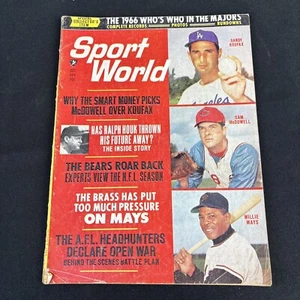 COLLECTOR'S
THE 1966 WHO'S WHO IN THE MAJORS
COMPLETE RECORDS PHOTOS RUNDOWNS
Sport
World
SANDY
KOUFAX
WHY THE SMART MONEY PICKS
McDOWELL OVER KOUFAX
HAS RALPH HOUK THROWN
HIS FUTURE AWAY?
THE INSIDE STORY
SAM
McDOWELL
THE BEARS ROAR BACK
EXPERTS VIEW THE N.F.L. SEASON
THE BRASS HAS PUT
TOO MUCH PRESSURE
ON MAYS
WILLIE
MAYS
THE A.F.L. HEADHUNTERS
DECLARE OPEN WAR
BEHIND THE SCENES BATTLE PLAN